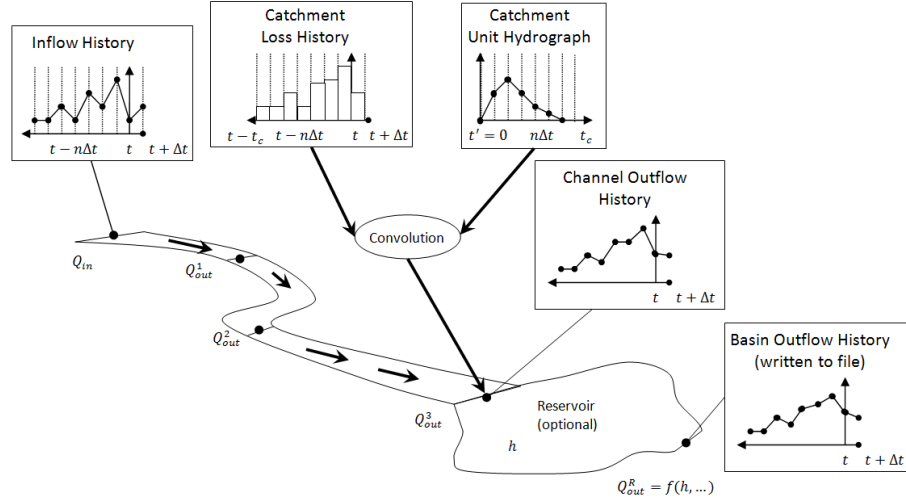 Inflow History
t − nΔt t t + Δt
Catchment
Loss History
t − t_c t − nΔt t t + Δt
Catchment
Unit Hydrograph
t′ = 0 nΔt t_c
Channel Outflow
History
t t + Δt
Convolution
Q_in
Q_out^1
Q_out^2
Q_out^3
Reservoir
(optional)
h
Basin Outflow History
(written to file)
t t + Δt
Q_out^R = f(h, …)